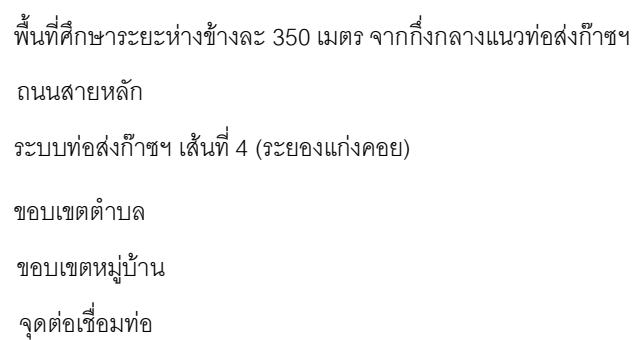 พื้นที่ศึกษาระยะห่างข้างละ 350 เมตร จากกึ่งกลางแนวท่อส่งก๊าซฯ
ถนนสายหลัก
ระบบท่อส่งก๊าซฯ เส้นที่ 4 (ระยองแก่งคอย)
ขอบเขตตำบล
ขอบเขตหมู่บ้าน
จุดต่อเชื่อมท่อ